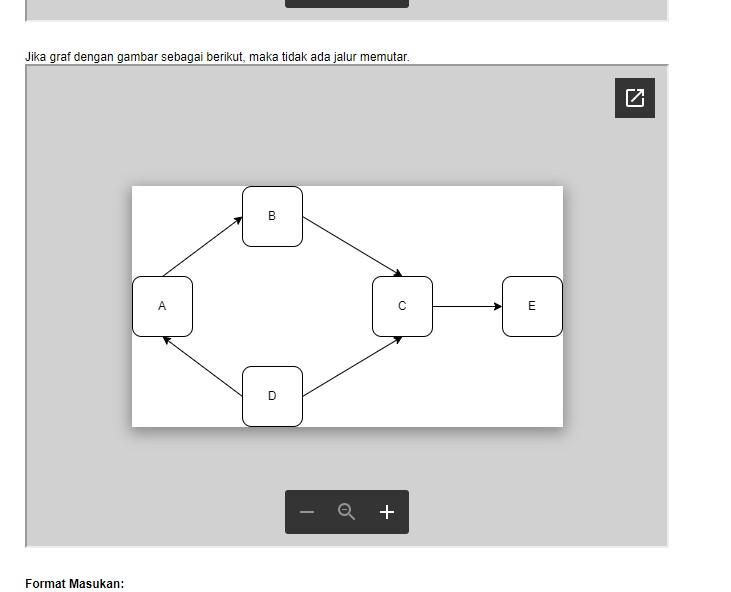 Jika graf dengan gambar sebagai berikut, maka tidak ada jalur memutar.
B
A
C
E
D
Format Masukan: